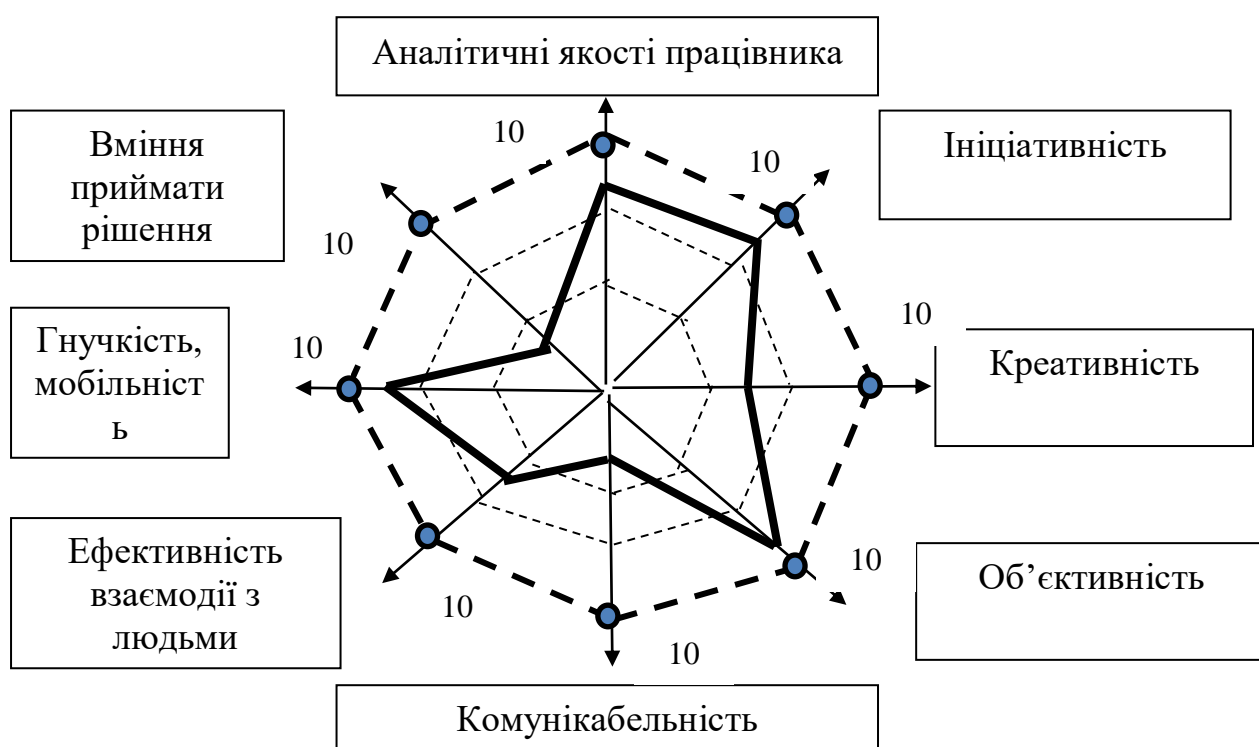 Аналітичні якості працівника
10
10
Вміння
приймати
рішення
Ініціативність
10
10
Гнучкість,
мобільніст
ь
10
Креативність
Ефективність
взаємодії з
людьми
10
10
Об’єктивність
10
Комунікабельність